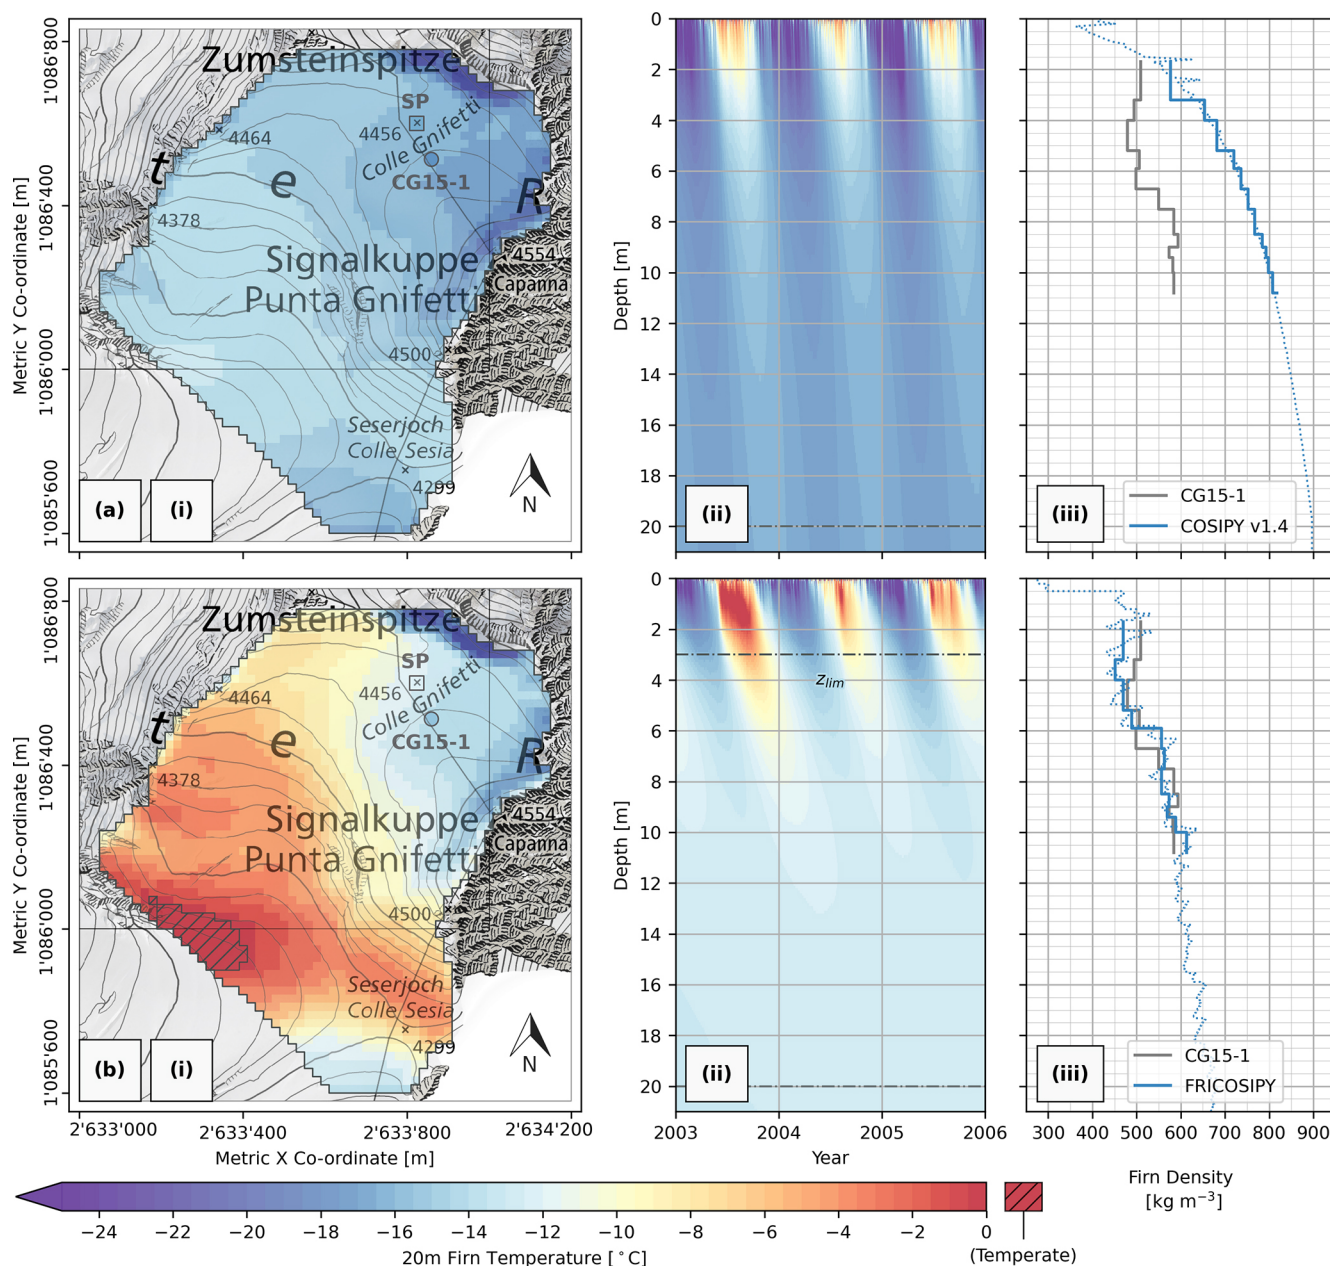 1'086'800
1'086'400
1'086'000
1'085'600
Metric Y Co-ordinate [m]
Zumsteinspitze
SP
4456
4464
Colle Gnifetti
CG15-1
t
e
R
4378
Signalkuppe
Punta Gnifetti
4554
Capanna
4500
Seserjoch
Colle Sesia
4299
N
(a)
(i)
0
2
4
6
8
10
12
14
16
18
20
Depth [m]
(ii)
(iii)
CG15-1
COSIPY v1.4
1'086'800
1'086'400
1'086'000
1'085'600
Metric Y Co-ordinate [m]
Zumsteinspitze
SP
4456
4464
Colle Gnifetti
CG15-1
t
e
R
4378
Signalkuppe
Punta Gnifetti
4554
Capanna
4500
Seserjoch
Colle Sesia
4299
N
(b)
(i)
2'633'000 2'633'400 2'633'800 2'634'200
Metric X Co-ordinate [m]
0
2
4
6
8
10
12
14
16
18
20
Depth [m]
zlim
(ii)
2003 2004 2005 2006
Year
(iii)
CG15-1
FRICOSIPY
300 400 500 600 700 800 900
Firn Density
[kg m⁻³]
−24 −22 −20 −18 −16 −14 −12 −10 −8 −6 −4 −2 0
20m Firn Temperature [°C]
(Temperate)